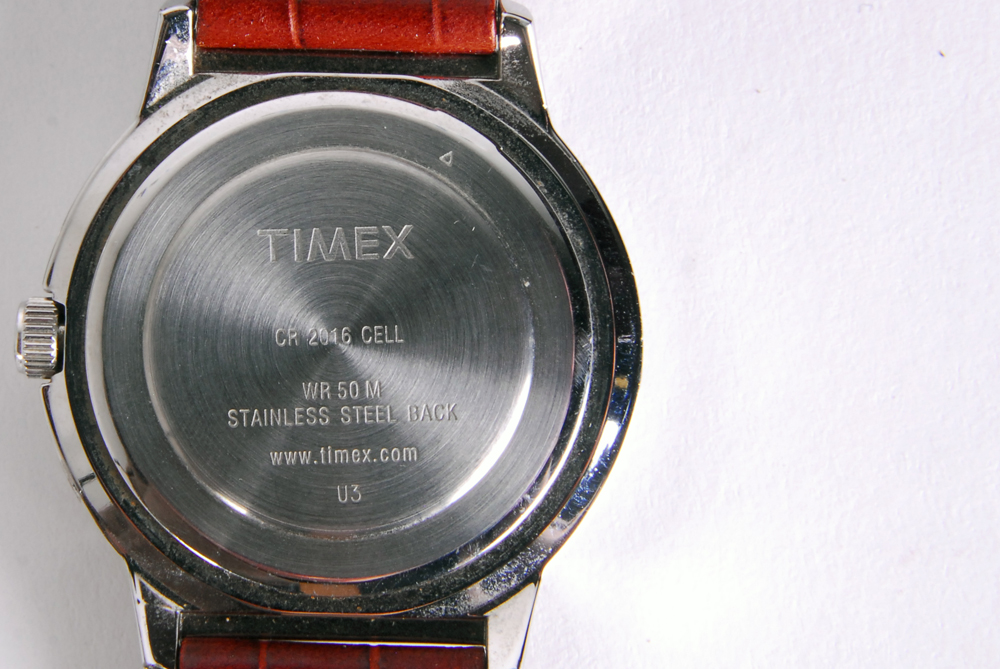 TIMEX
CR 2016 CELL
WR 50 M
STAINLESS STEEL BACK
www.timex.com
U3